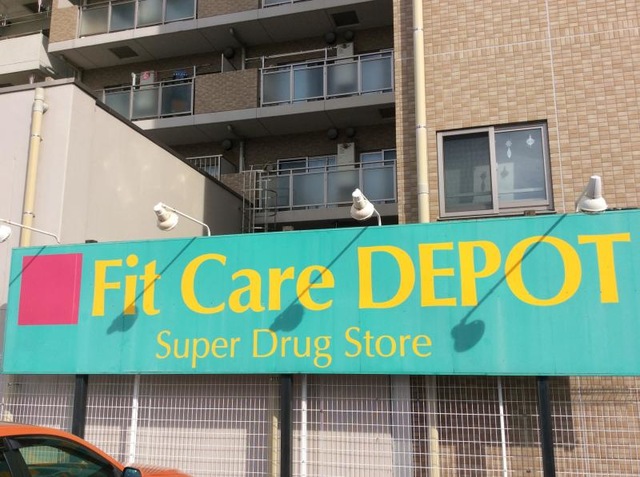 Fit Care DEPOT
Super Drug Store